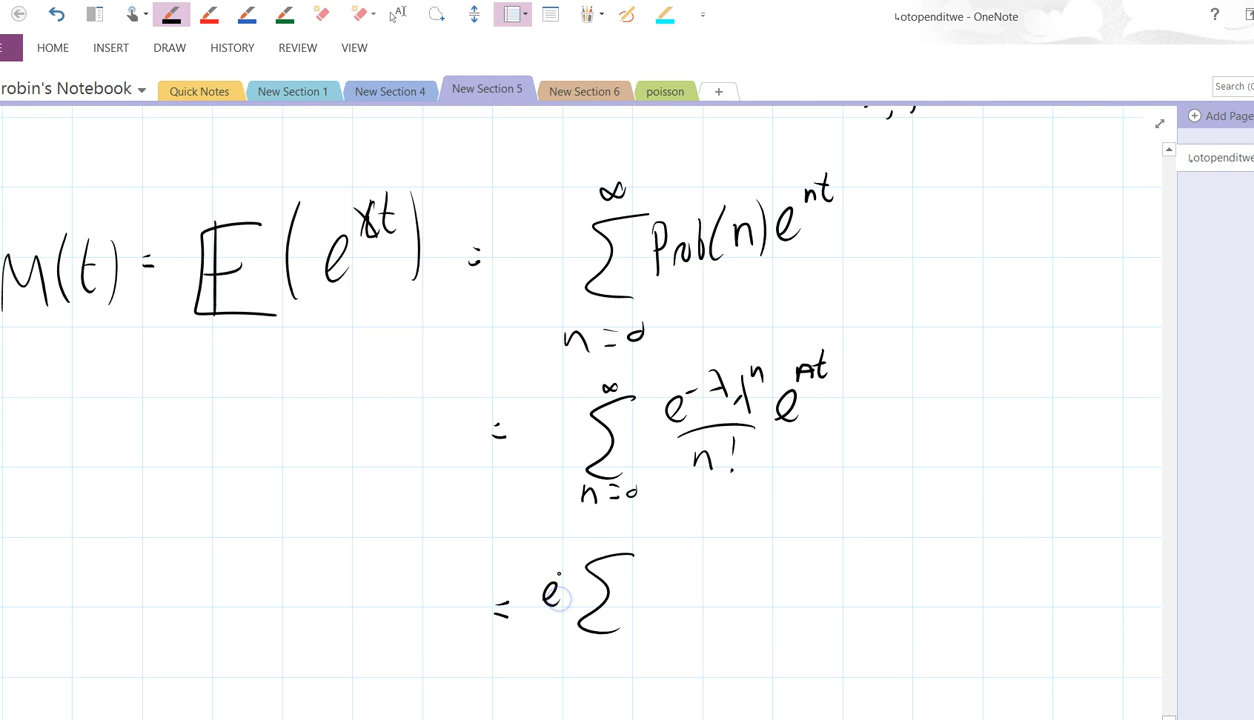 Ⴗotopenditwe - OneNote ?
HOME INSERT DRAW HISTORY REVIEW VIEW
robin's Notebook Quick Notes New Section 1 New Section 4 New Section 5 New Section 6 poisson + Search (C
Add Page
M(t) = E(e^{Xt}) = ∞ Σ n=0 Prob(n)e^{nt}
= ∞ Σ n=0 e^{-λ}λ^n / n! e^{nt}
= e Σ